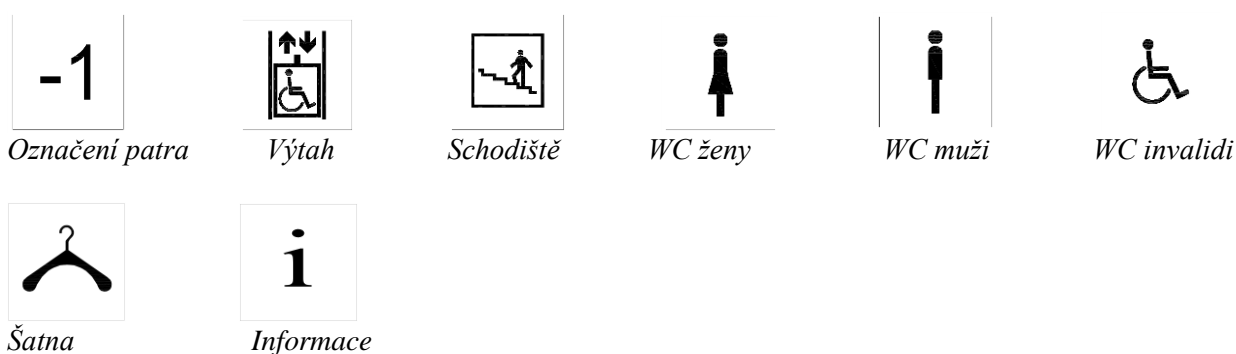 -1
Označení patra Výtah Schodiště WC ženy WC muži WC invalidi
i
Šatna Informace